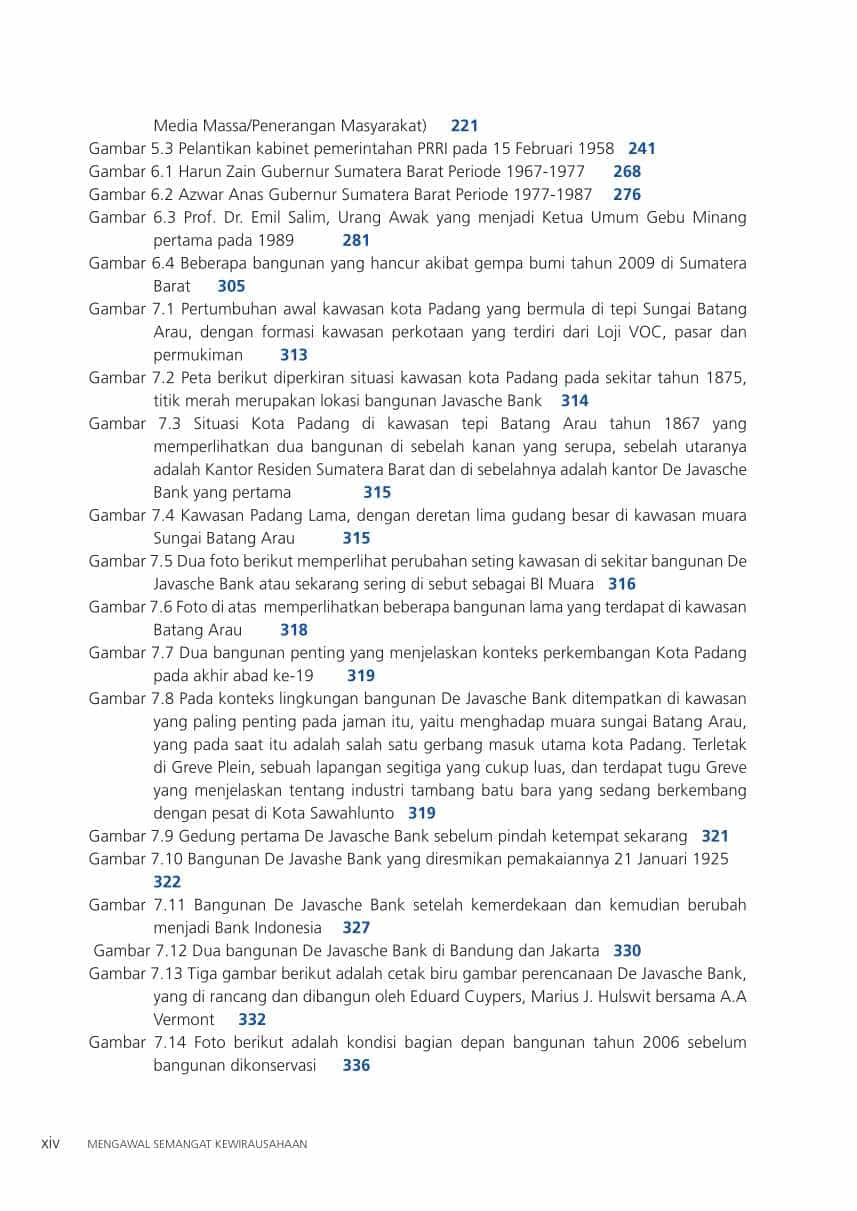 Media Massa/Penerangan Masyarakat) 221
Gambar 5.3 Pelantikan kabinet pemerintahan PRRI pada 15 Februari 1958 241
Gambar 6.1 Harun Zain Gubernur Sumatera Barat Periode 1967-1977 268
Gambar 6.2 Azwar Anas Gubernur Sumatera Barat Periode 1977-1987 276
Gambar 6.3 Prof. Dr. Emil Salim, Urang Awak yang menjadi Ketua Umum Gebu Minang
pertama pada 1989 281
Gambar 6.4 Beberapa bangunan yang hancur akibat gempa bumi tahun 2009 di Sumatera
Barat 305
Gambar 7.1 Pertumbuhan awal kawasan kota Padang yang bermula di tepi Sungai Batang
Arau, dengan formasi kawasan perkotaan yang terdiri dari Loji VOC, pasar dan
permukiman 313
Gambar 7.2 Peta berikut diperkiran situasi kawasan kota Padang pada sekitar tahun 1875,
titik merah merupakan lokasi bangunan Javasche Bank 314
Gambar 7.3 Situasi Kota Padang di kawasan tepi Batang Arau tahun 1867 yang
memperlihatkan dua bangunan di sebelah kanan yang serupa, sebelah utaranya
adalah Kantor Residen Sumatera Barat dan di sebelahnya adalah kantor De Javasche
Bank yang pertama 315
Gambar 7.4 Kawasan Padang Lama, dengan deretan lima gudang besar di kawasan muara
Sungai Batang Arau 315
Gambar 7.5 Dua foto berikut memperlihat perubahan seting kawasan di sekitar bangunan De
Javasche Bank atau sekarang sering di sebut sebagai BI Muara 316
Gambar 7.6 Foto di atas memperlihatkan beberapa bangunan lama yang terdapat di kawasan
Batang Arau 318
Gambar 7.7 Dua bangunan penting yang menjelaskan konteks perkembangan Kota Padang
pada akhir abad ke-19 319
Gambar 7.8 Pada konteks lingkungan bangunan De Javasche Bank ditempatkan di kawasan
yang paling penting pada jaman itu, yaitu menghadap muara sungai Batang Arau,
yang pada saat itu adalah salah satu gerbang masuk utama kota Padang. Terletak
di Greve Plein, sebuah lapangan segitiga yang cukup luas, dan terdapat tugu Greve
yang menjelaskan tentang industri tambang batu bara yang sedang berkembang
dengan pesat di Kota Sawahlunto 319
Gambar 7.9 Gedung pertama De Javasche Bank sebelum pindah ketempat sekarang 321
Gambar 7.10 Bangunan De Javashe Bank yang diresmikan pemakaiannya 21 Januari 1925
322
Gambar 7.11 Bangunan De Javasche Bank setelah kemerdekaan dan kemudian berubah
menjadi Bank Indonesia 327
Gambar 7.12 Dua bangunan De Javasche Bank di Bandung dan Jakarta 330
Gambar 7.13 Tiga gambar berikut adalah cetak biru gambar perencanaan De Javasche Bank,
yang di rancang dan dibangun oleh Eduard Cuypers, Marius J. Hulswit bersama A.A
Vermont 332
Gambar 7.14 Foto berikut adalah kondisi bagian depan bangunan tahun 2006 sebelum
bangunan dikonservasi 336
xiv MENGAWAL SEMANGAT KEWIRAUSAHAAN